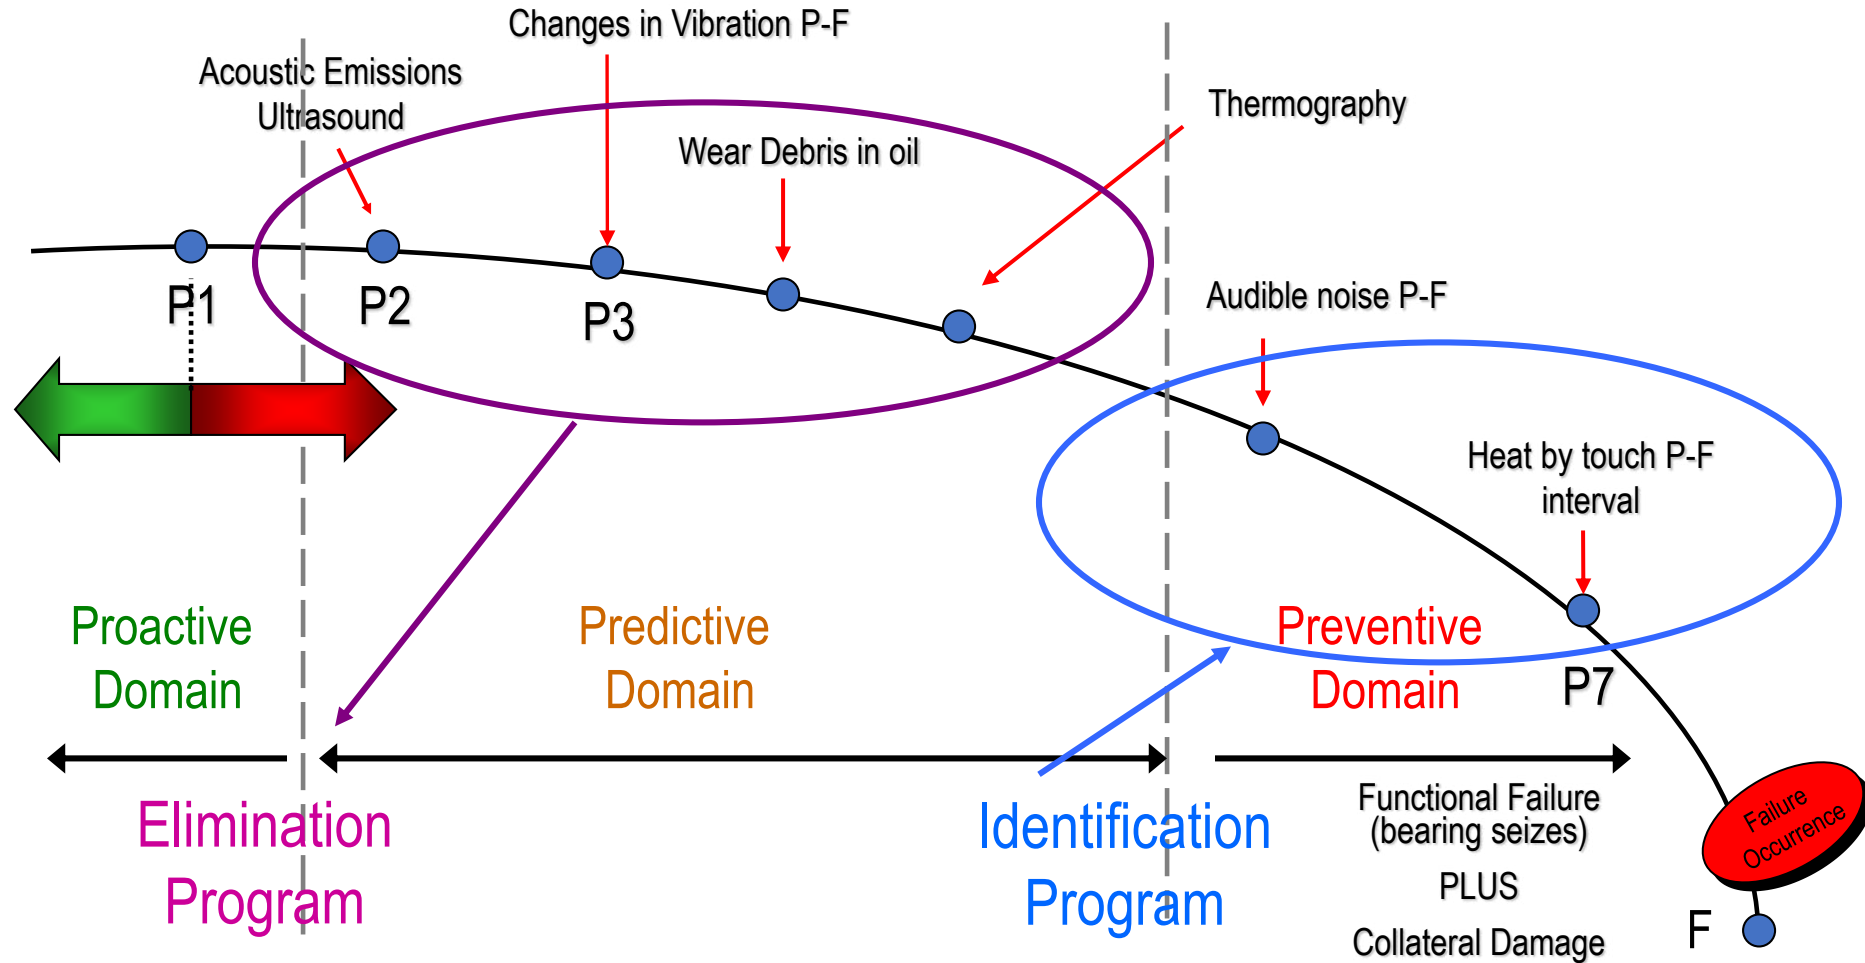 Changes in Vibration P-F
Acoustic Emissions
Ultrasound
Thermography
Wear Debris in oil
P1
P2
P3
Audible noise P-F
Heat by touch P-F
interval
Proactive
Domain
Predictive
Domain
Preventive
Domain
P7
Elimination
Program
Identification
Program
Functional Failure
(bearing seizes)
PLUS
Collateral Damage
Failure
Occurrence
F